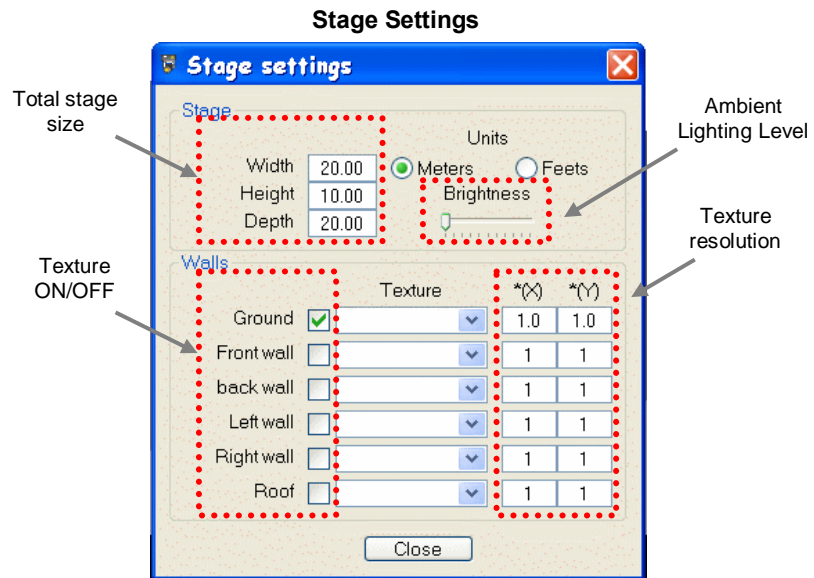 Stage Settings
Stage settings
Total stage
size
Stage
Units
Width 20.00 Meters Feets
Height 10.00 Brightness
Depth 20.00
Ambient
Lighting Level
Texture
resolution
Texture
ON/OFF
Walls
Texture *(X) *(Y)
Ground 1.0 1.0
Front wall 1 1
back wall 1 1
Left wall 1 1
Right wall 1 1
Roof 1 1
Close